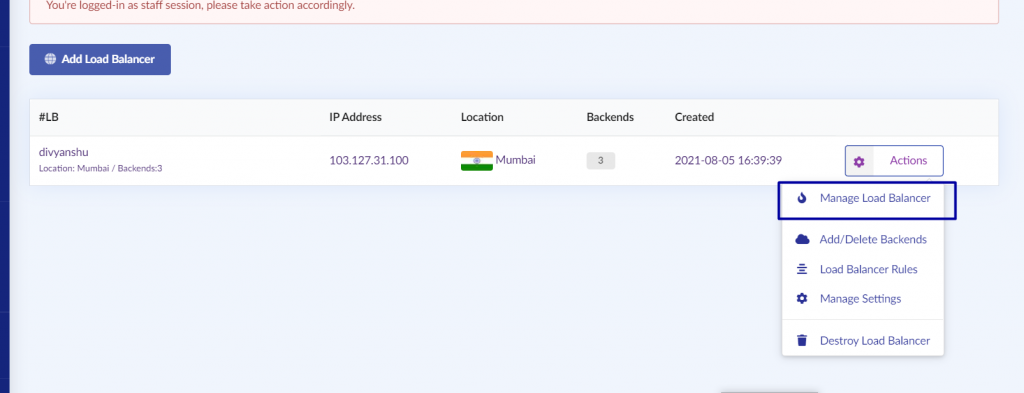 You're logged-in as staff session, please take action accordingly.
Add Load Balancer
#LB IP Address Location Backends Created
divyanshu
Location: Mumbai / Backends:3
103.127.31.100 Mumbai 3 2021-08-05 16:39:39 Actions
Manage Load Balancer
Add/Delete Backends
Load Balancer Rules
Manage Settings
Destroy Load Balancer